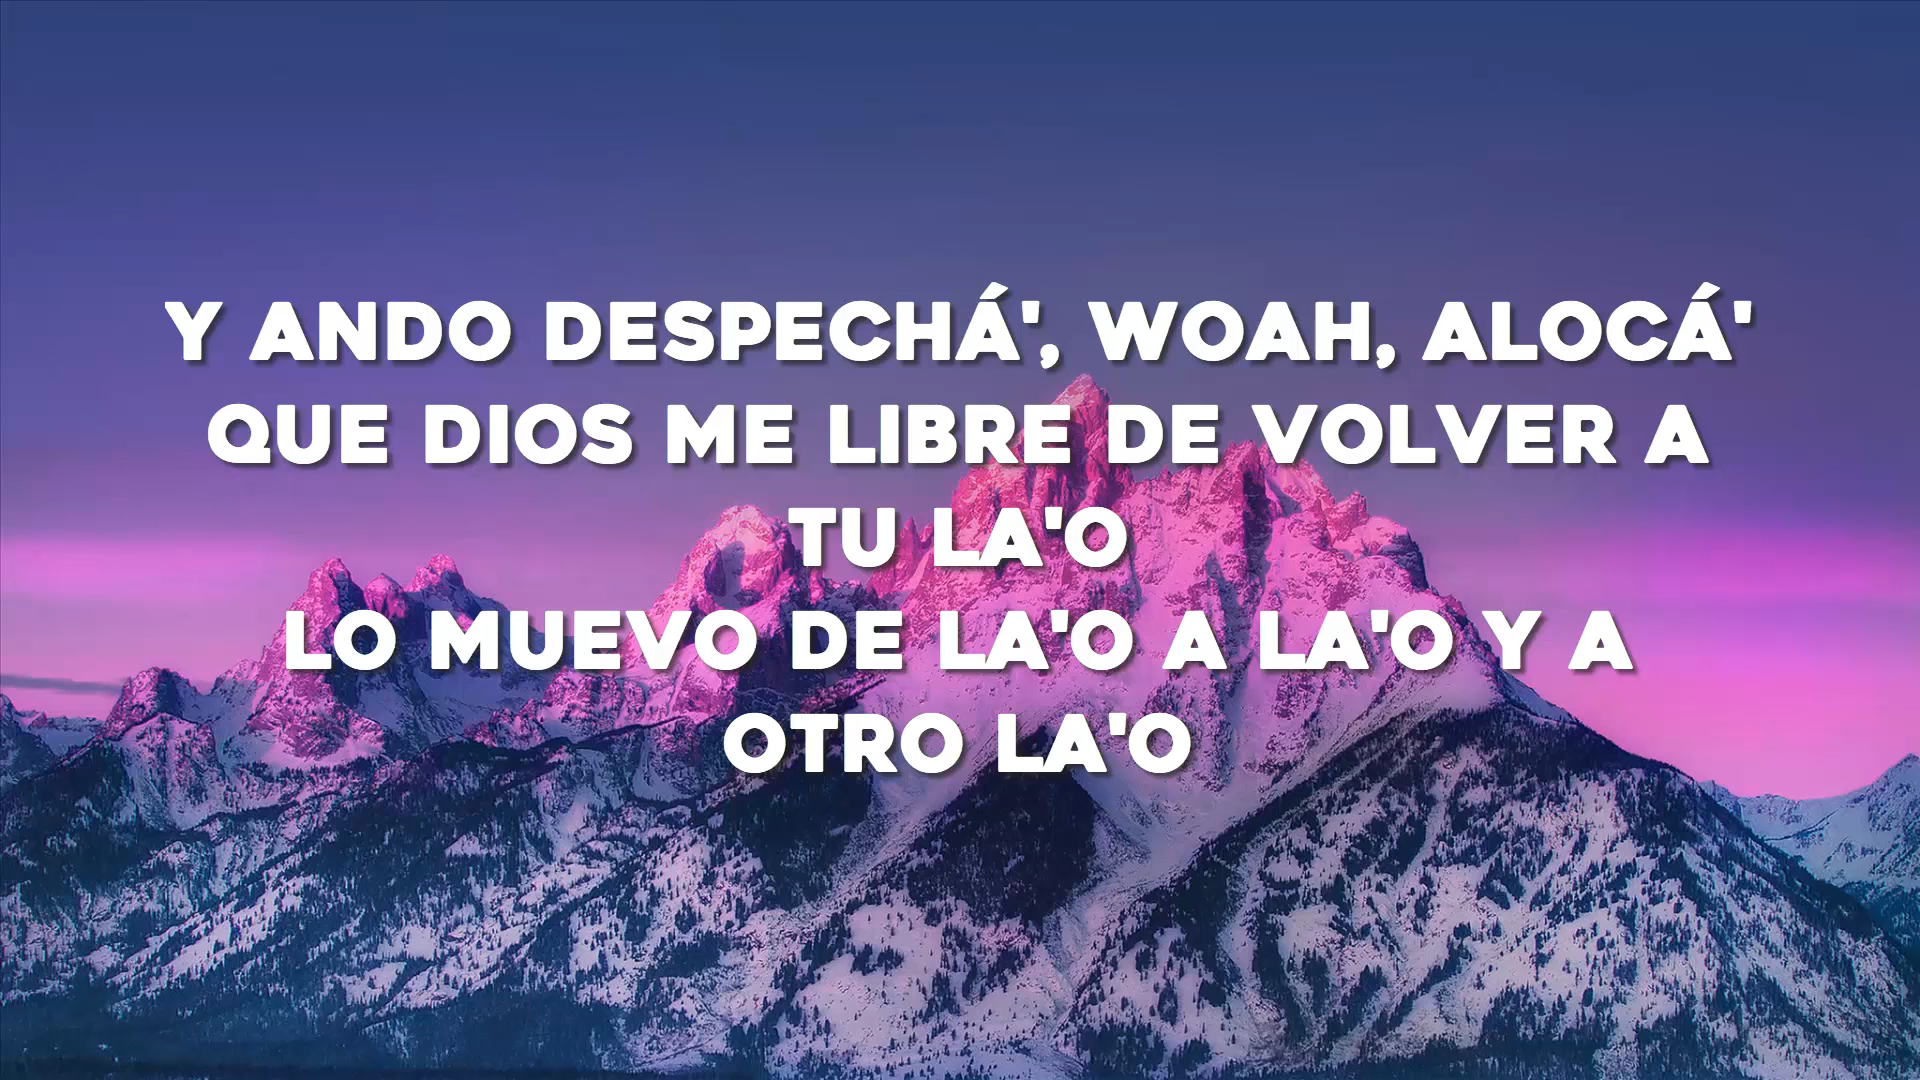 Y ANDO DESPECHÁ', WOAH, ALOCÁ'
QUE DIOS ME LIBRE DE VOLVER A
TU LA'O
LO MUEVO DE LA'O A LA'O Y A
OTRO LA'O